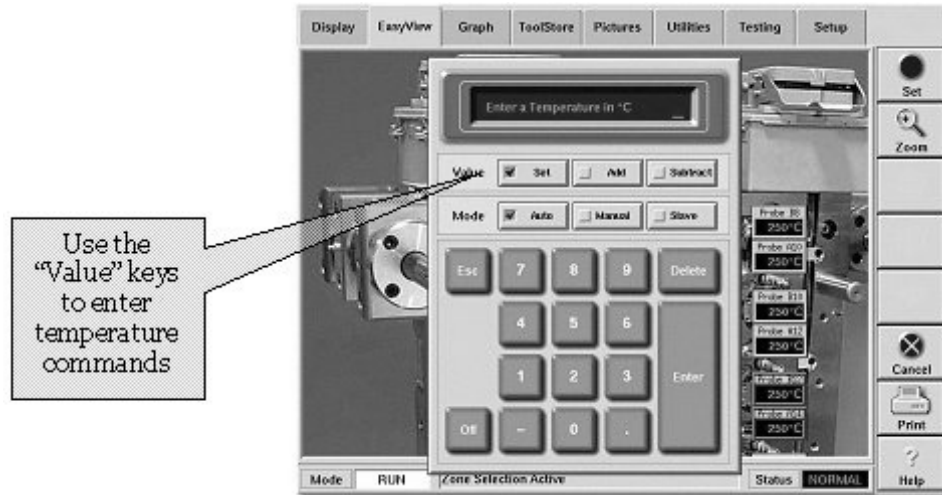 Display EasyView Graph ToolStore Pictures Utilities Testing Setup
Enter a Temperature in °C _
Value Set Add Subtract
Mode Auto Manual Slave
Esc 7 8 9 Delete
4 5 6
1 2 3 Enter
Off - 0 .
Use the
“Value” keys
to enter
temperature
commands
Probe
250°C
Probe
250°C
Probe
250°C
Probe
250°C
250°C
250°C
Set
Zoom
Cancel
Print
?
Help
Mode RUN Zone Selection Active Status NORMAL